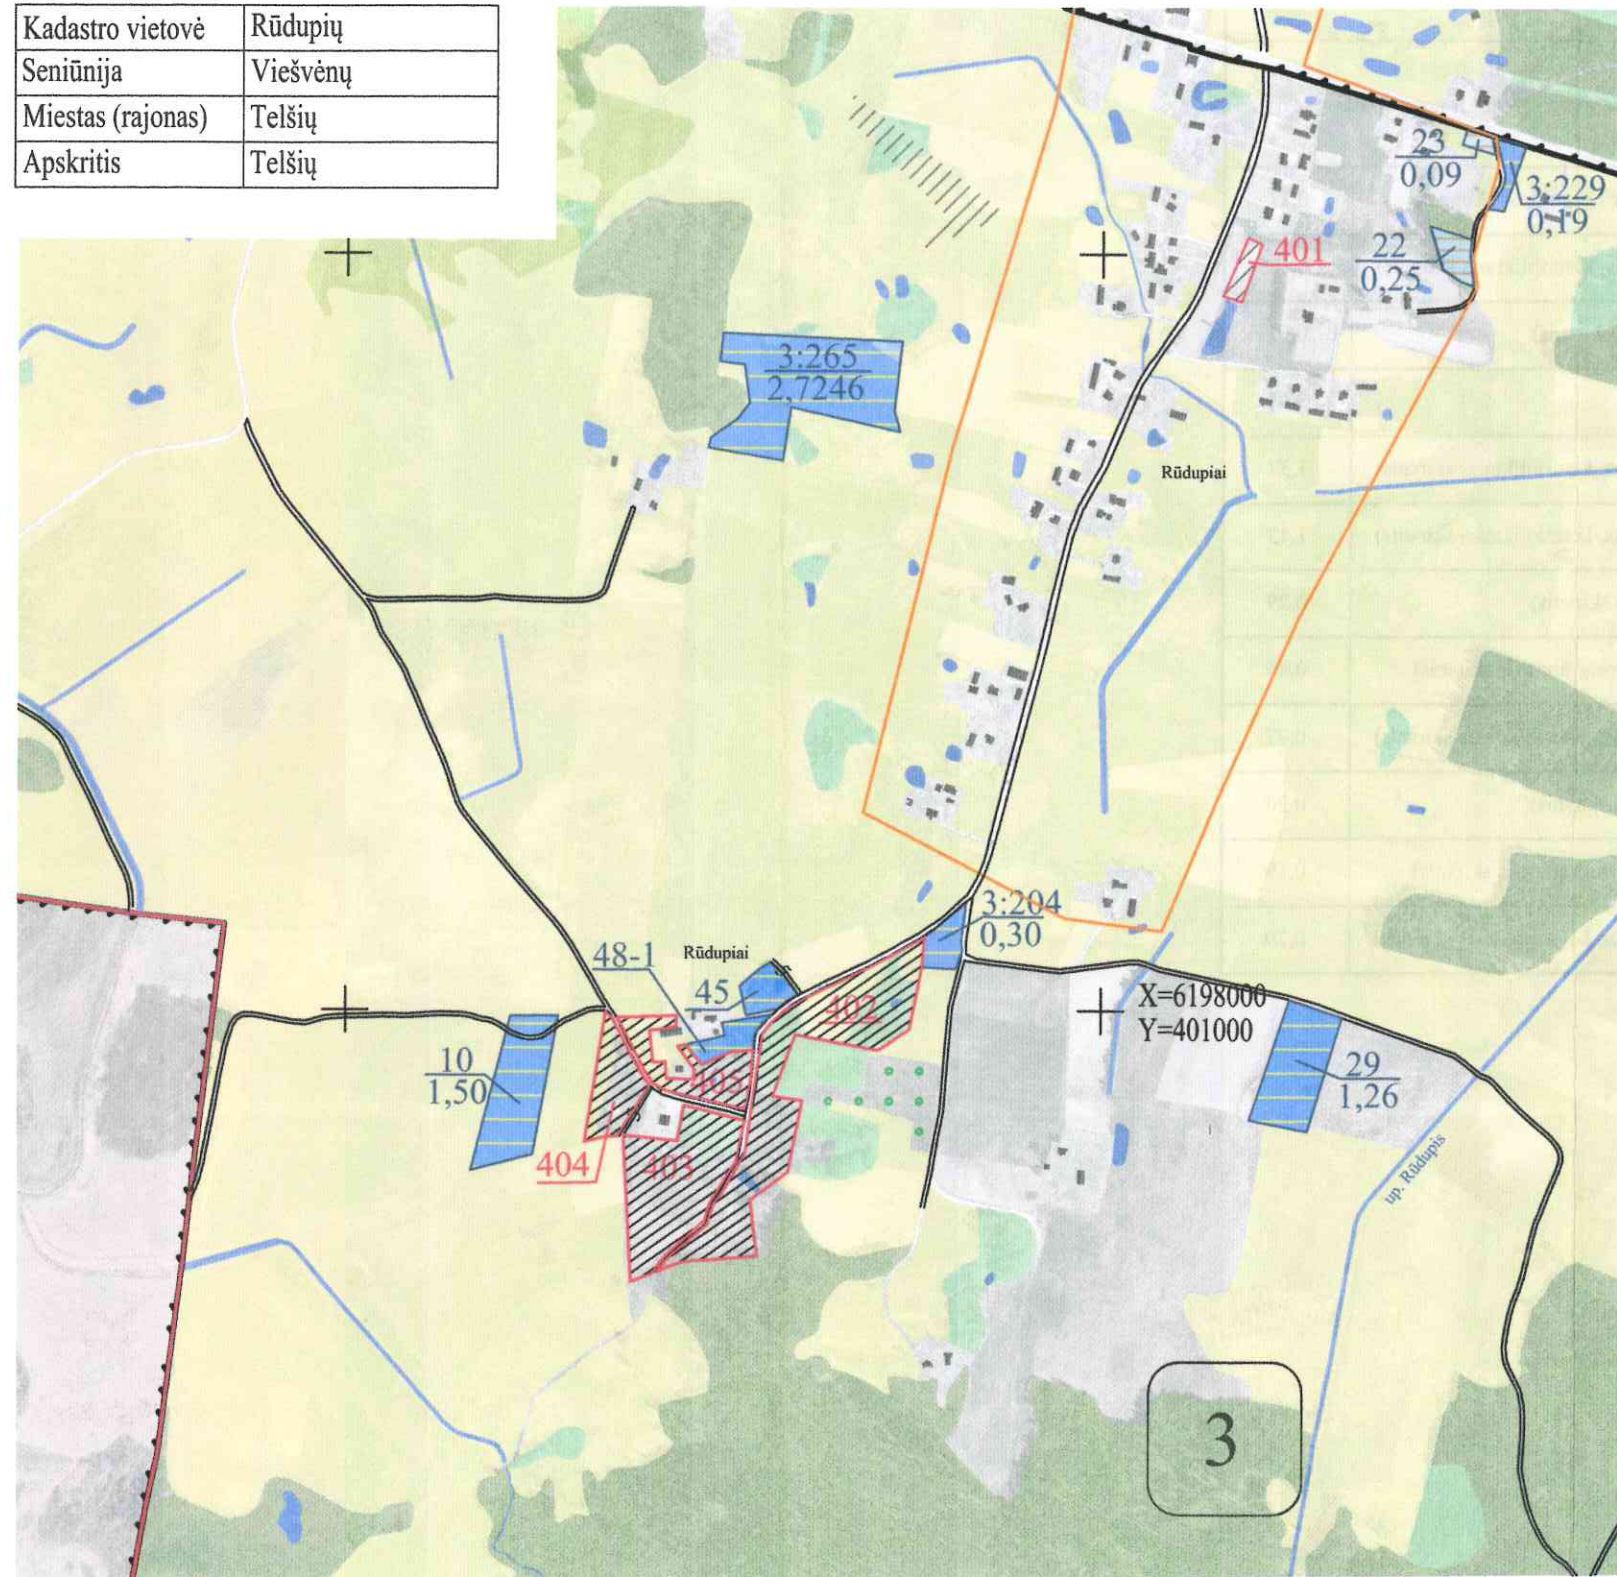 Kadastro vietovė Rūdupių
Seniūnija Viešvėnų
Miestas (rajonas) Telšių
Apskritis Telšių
23
0,09
3:229
0,19
401
22
0,25
3:265
2,7246
Rūdupiai
3:204
0,30
48-1
Rūdupiai
45
402
X=6198000
Y=401000
10
1,50
405
29
1,26
404
403
up. Rūdupis
3